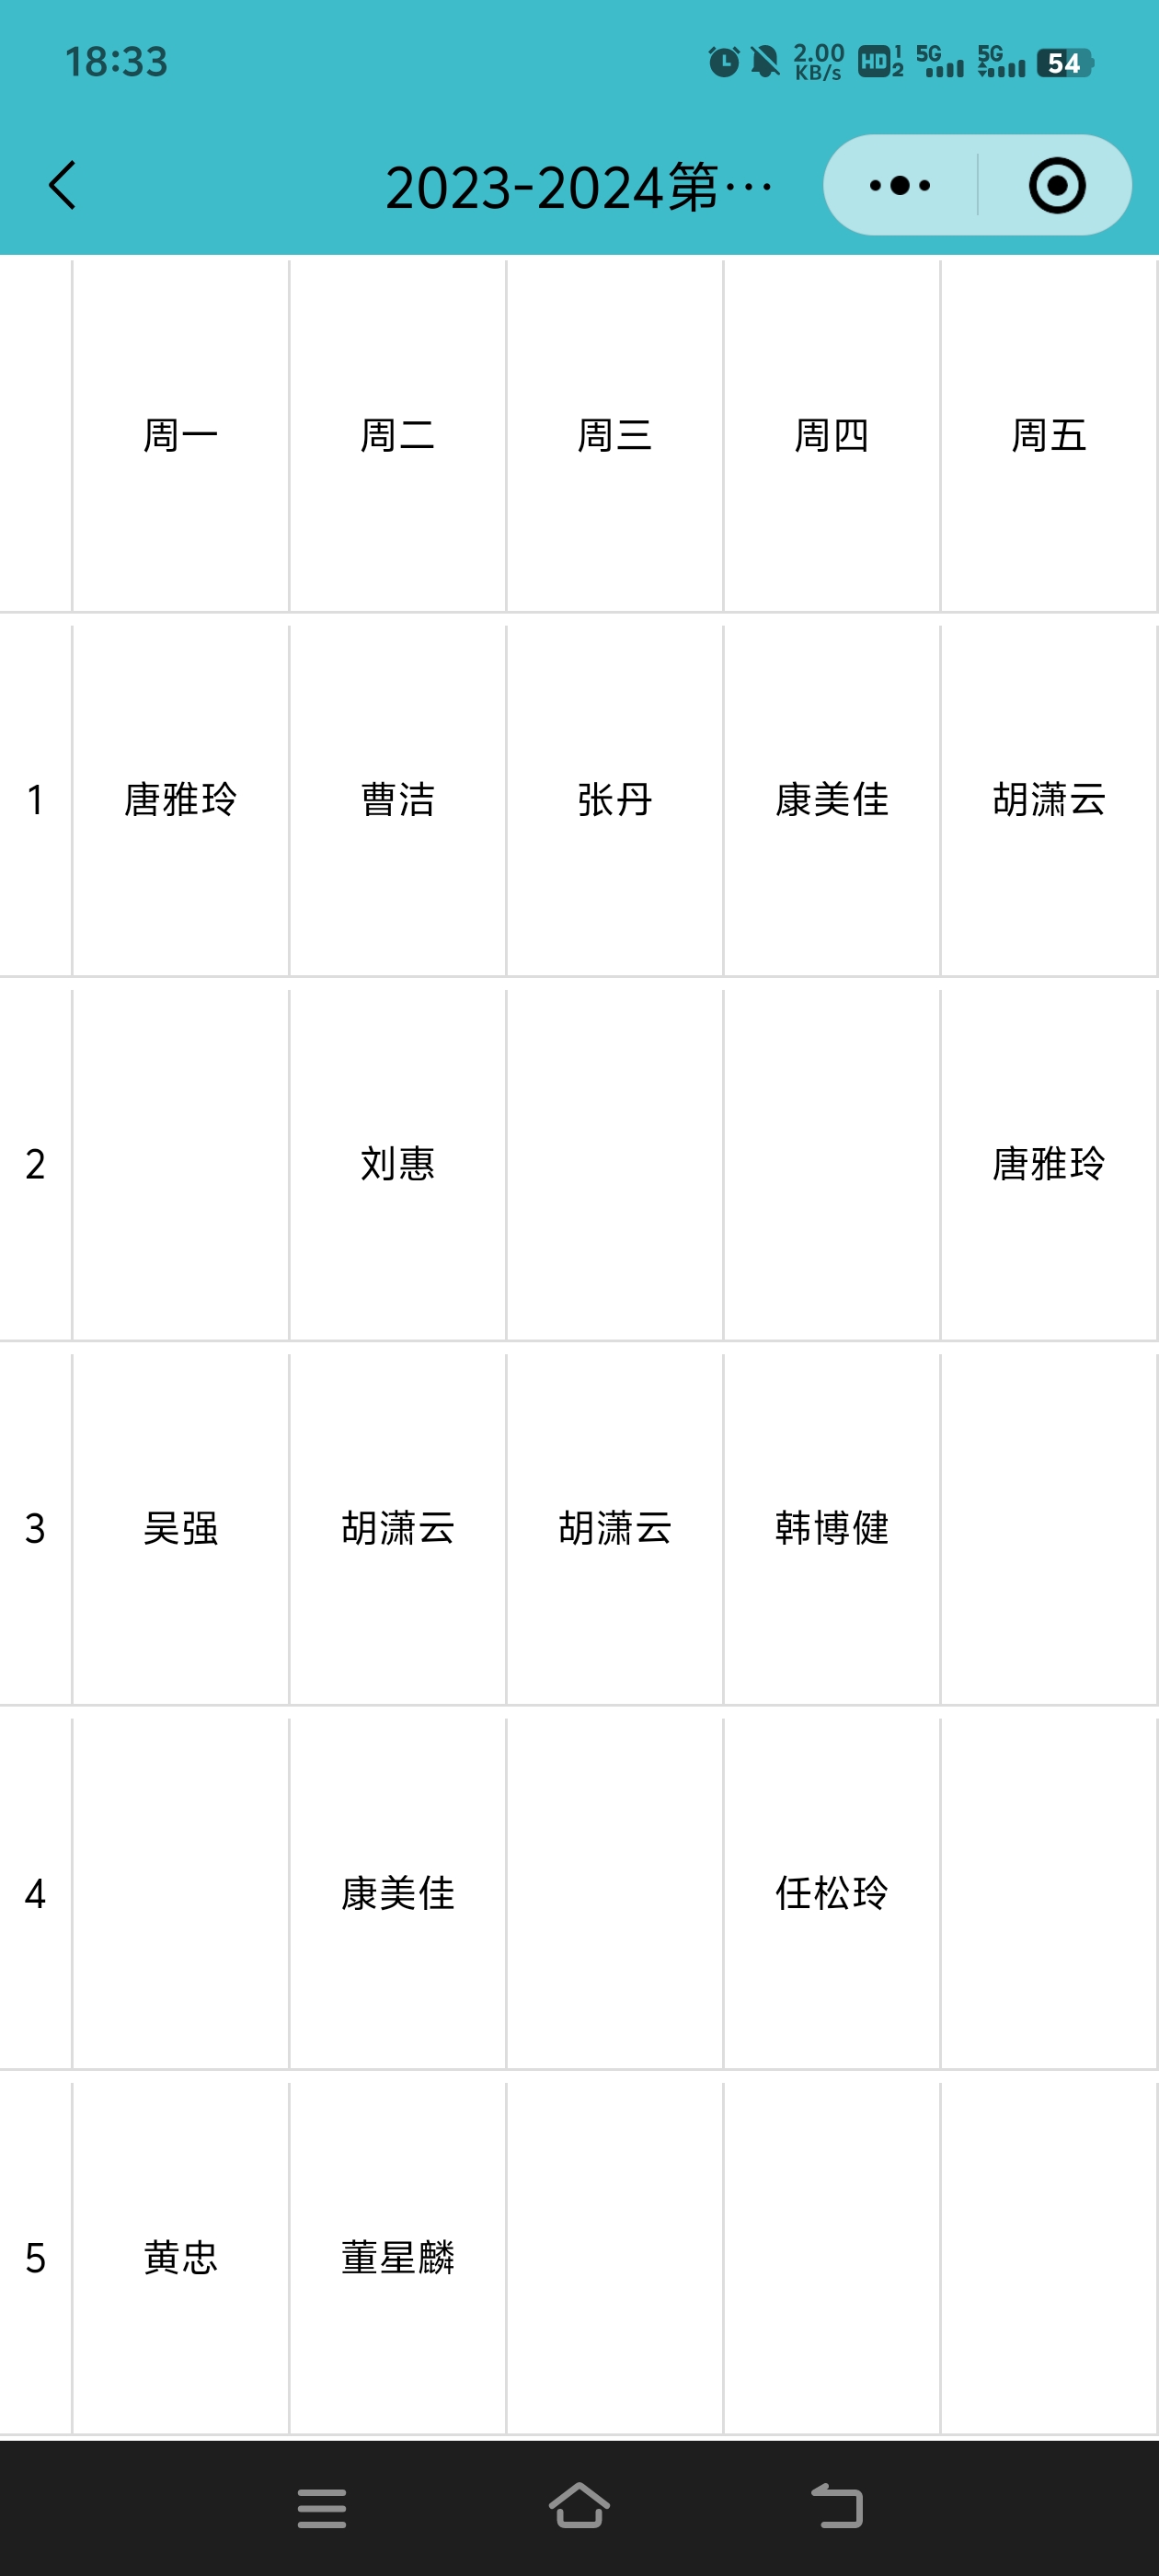 18:33
2.00 KB/s HD 1 2 5G 5G 54
2023-2024第…
周一 周二 周三 周四 周五
1 唐雅玲 曹洁 张丹 康美佳 胡潇云
2 刘惠 唐雅玲
3 吴强 胡潇云 胡潇云 韩博健
4 康美佳 任松玲
5 黄忠 董星麟